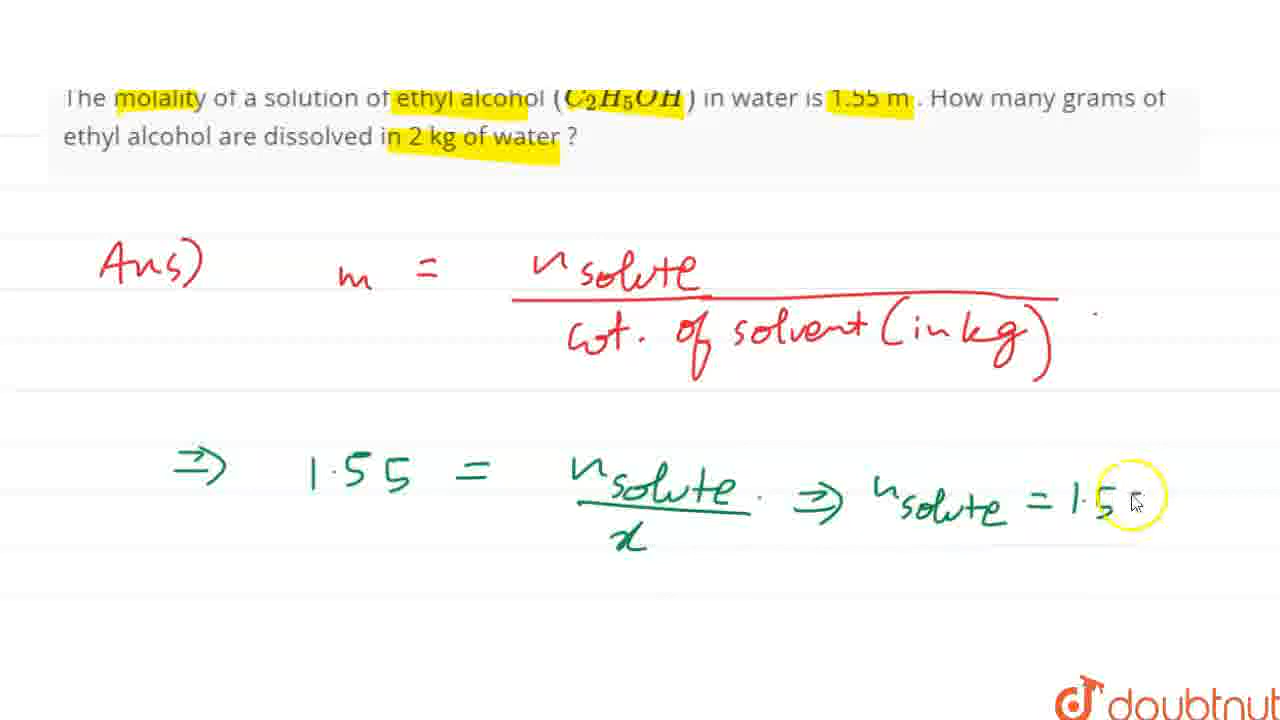 The molality of a solution of ethyl alcohol (C₂H₅OH) in water is 1.55 m . How many grams of
ethyl alcohol are dissolved in 2 kg of water ?
Ans) m = n solute
wt. of solvent (in kg)
⇒ 1.55 = n solute ⇒ n solute = 1.55
x
doubtnut